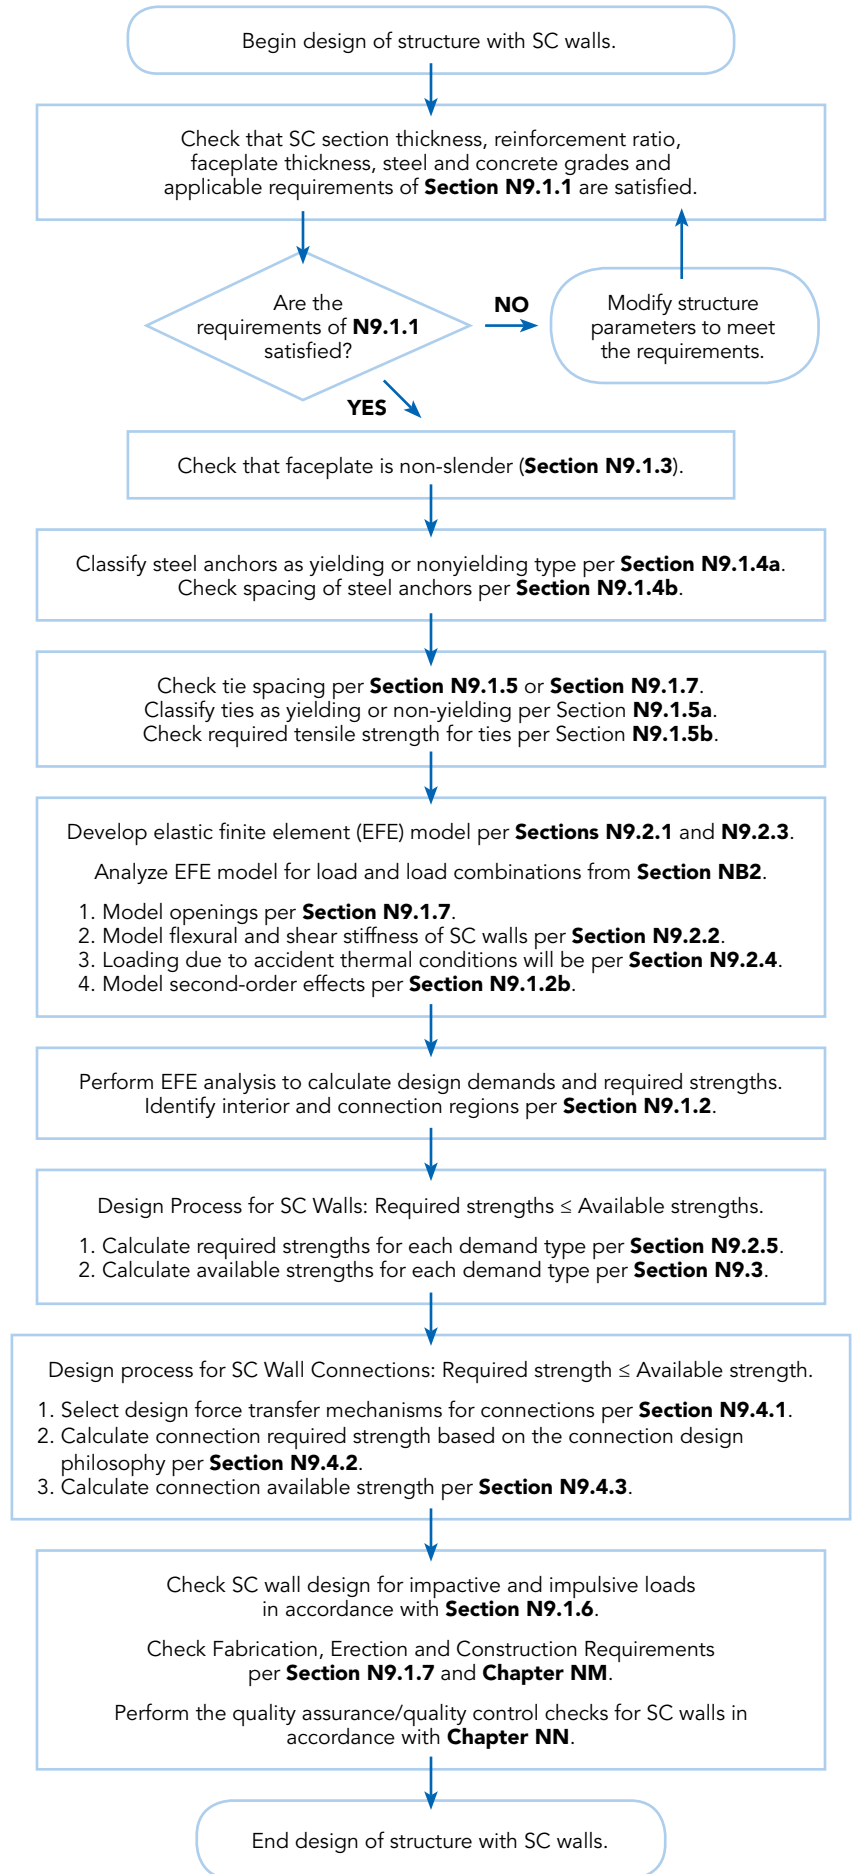 Begin design of structure with SC walls.
Check that SC section thickness, reinforcement ratio,
faceplate thickness, steel and concrete grades and
applicable requirements of Section N9.1.1 are satisfied.
Are the
requirements of N9.1.1
satisfied?
NO
Modify structure
parameters to meet
the requirements.
YES
Check that faceplate is non-slender (Section N9.1.3).
Classify steel anchors as yielding or nonyielding type per Section N9.1.4a.
Check spacing of steel anchors per Section N9.1.4b.
Check tie spacing per Section N9.1.5 or Section N9.1.7.
Classify ties as yielding or non-yielding per Section N9.1.5a.
Check required tensile strength for ties per Section N9.1.5b.
Develop elastic finite element (EFE) model per Sections N9.2.1 and N9.2.3.
Analyze EFE model for load and load combinations from Section NB2.
1. Model openings per Section N9.1.7.
2. Model flexural and shear stiffness of SC walls per Section N9.2.2.
3. Loading due to accident thermal conditions will be per Section N9.2.4.
4. Model second-order effects per Section N9.1.2b.
Perform EFE analysis to calculate design demands and required strengths.
Identify interior and connection regions per Section N9.1.2.
Design Process for SC Walls: Required strengths ≤ Available strengths.
1. Calculate required strengths for each demand type per Section N9.2.5.
2. Calculate available strengths for each demand type per Section N9.3.
Design process for SC Wall Connections: Required strength ≤ Available strength.
1. Select design force transfer mechanisms for connections per Section N9.4.1.
2. Calculate connection required strength based on the connection design
philosophy per Section N9.4.2.
3. Calculate connection available strength per Section N9.4.3.
Check SC wall design for impactive and impulsive loads
in accordance with Section N9.1.6.
Check Fabrication, Erection and Construction Requirements
per Section N9.1.7 and Chapter NM.
Perform the quality assurance/quality control checks for SC walls in
accordance with Chapter NN.
End design of structure with SC walls.